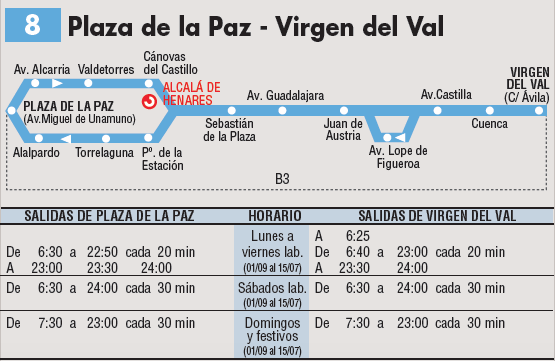 8 Plaza de la Paz - Virgen del Val
Cánovas
Av. Alcarria Valdetorres del Castillo
ALCALÁ DE
HENARES
VIRGEN
DEL VAL
(C/ Ávila)
PLAZA DE LA PAZ
(Av.Miguel de Unamuno)
Av. Guadalajara
Av.Castilla
Sebastián
de la Plaza
Juan de
Austria
Cuenca
Alalpardo Torrelaguna Pº. de la
Estación
Av. Lope de
Figueroa
B3
SALIDAS DE PLAZA DE LA PAZ HORARIO SALIDAS DE VIRGEN DEL VAL
Lunes a
viernes lab.
(01/09 al 15/07)
De 6:30 a 22:50 cada 20 min
A 23:00 23:30 24:00
A 6:25
De 6:40 a 23:00 cada 20 min
A 23:30 24:00
De 6:30 a 24:00 cada 30 min Sábados lab. De 6:30 a 24:00 cada 30 min
(01/09 al 15/07)
De 7:30 a 23:00 cada 30 min Domingos De 7:30 a 23:00 cada 30 min
y festivos
(01/09 al 15/07)